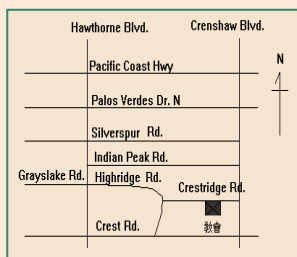 Hawthorne Blvd. Crenshaw Blvd.
N
Pacific Coast Hwy
Palos Verdes Dr. N
Silverspur Rd.
Indian Peak Rd.
Grayslake Rd. Highridge Rd.
Crestridge Rd.
Crest Rd. 教會